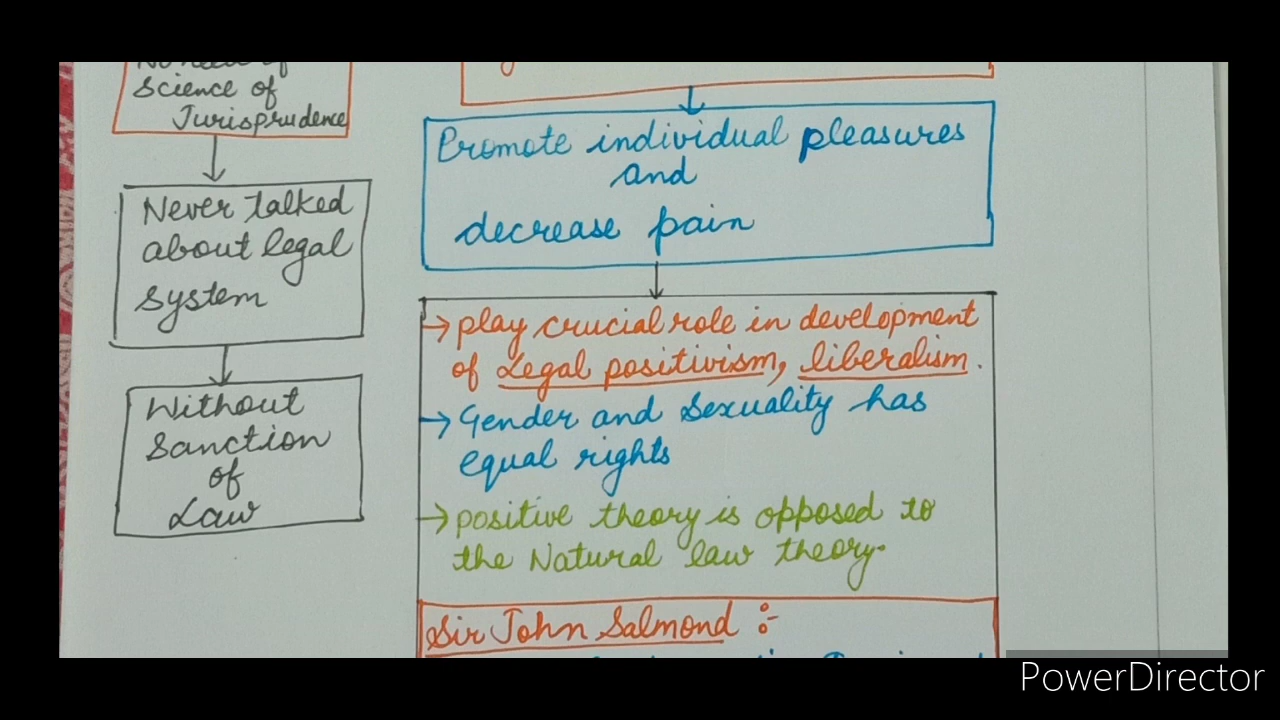 Science of
Jurisprudence
Never talked
about legal
system
Without
Sanction
of
Law
Promote individual pleasures
and
decrease pain
→ play crucial role in development
of Legal positivism, liberalism.
→ Gender and Sexuality has
equal rights
→ positive theory is opposed to
the Natural law theory.
Sir John Salmond :-
PowerDirector